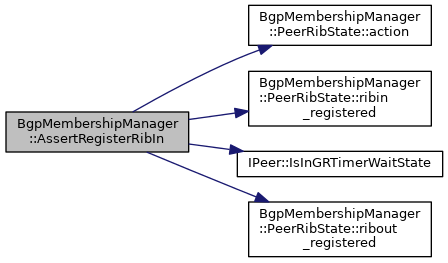 BgpMembershipManager
::AssertRegisterRibIn
BgpMembershipManager
::PeerRibState::action
BgpMembershipManager
::PeerRibState::ribin
_registered
IPeer::IsInGRTimerWaitState
BgpMembershipManager
::PeerRibState::ribout
_registered